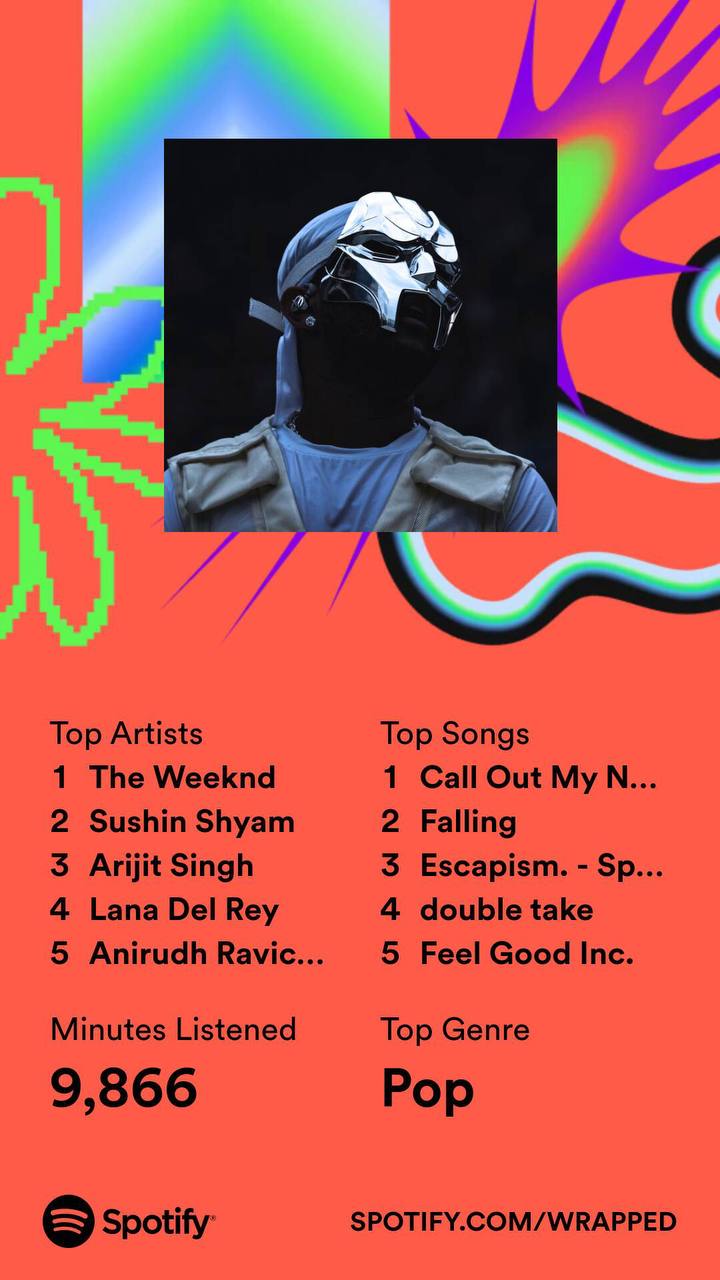 Top Artists
1 The Weeknd
2 Sushin Shyam
3 Arijit Singh
4 Lana Del Rey
5 Anirudh Ravic...
Top Songs
1 Call Out My N...
2 Falling
3 Escapism. - Sp...
4 double take
5 Feel Good Inc.
Minutes Listened
9,866
Top Genre
Pop
Spotify®
SPOTIFY.COM/WRAPPED